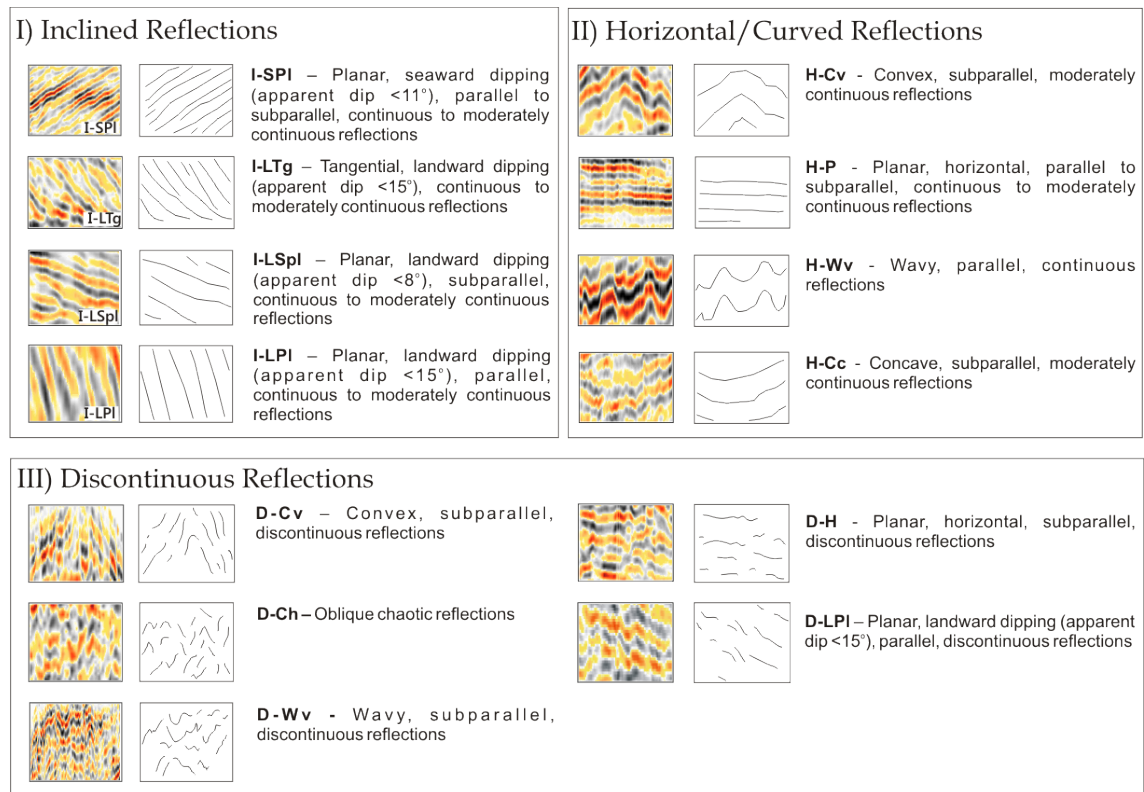 I) Inclined Reflections
I-SPl
I-SPl – Planar, seaward dipping
(apparent dip <11°), parallel to
subparallel, continuous to moderately
continuous reflections
I-LTg
I-LTg – Tangential, landward dipping
(apparent dip <15°), continuous to
moderately continuous reflections
I-LSpl
I-LSpl – Planar, landward dipping
(apparent dip <8°), subparallel,
continuous to moderately continuous
reflections
I-LPl
I-LPl – Planar, landward dipping
(apparent dip <15°), parallel,
continuous to moderately continuous
reflections
II) Horizontal/Curved Reflections
H-Cv - Convex, subparallel, moderately
continuous reflections
H-P - Planar, horizontal, parallel to
subparallel, continuous to moderately
continuous reflections
H-Wv - Wavy, parallel, continuous
reflections
H-Cc - Concave, subparallel, moderately
continuous reflections
III) Discontinuous Reflections
D-Cv – Convex, subparallel,
discontinuous reflections
D-Ch – Oblique chaotic reflections
D-Wv - Wavy, subparallel,
discontinuous reflections
D-H - Planar, horizontal, subparallel,
discontinuous reflections
D-LPl – Planar, landward dipping (apparent
dip <15°), parallel, discontinuous reflections